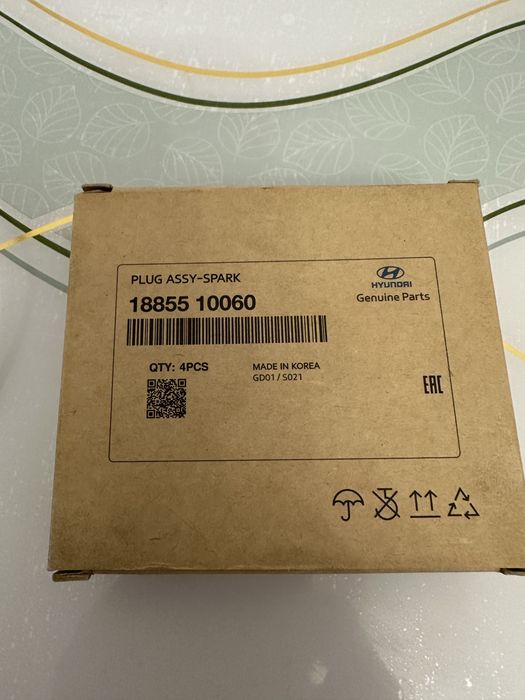 PLUG ASSY-SPARK
18855 10060
HYUNDAI
Genuine Parts
QTY: 4PCS
MADE IN KOREA
GD01 / S021
EAC